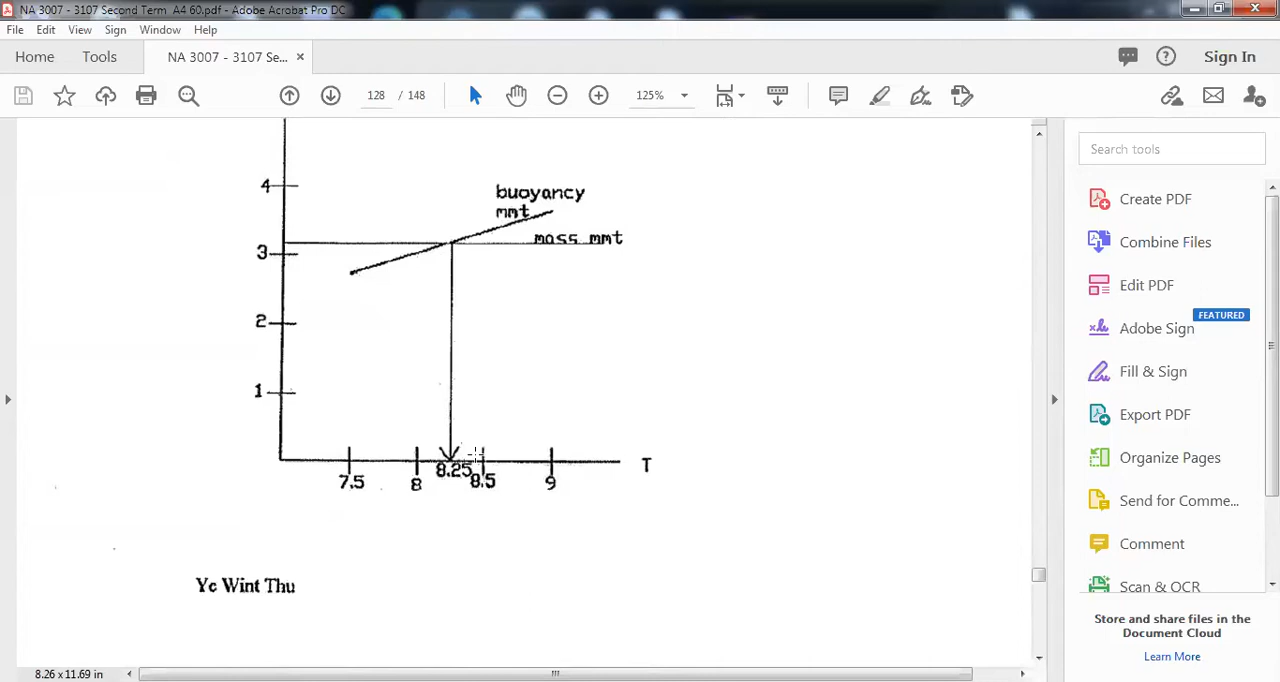 NA 3007 - 3107 Second Term A4 60.pdf - Adobe Acrobat Pro DC
File Edit View Sign Window Help
Home Tools NA 3007 - 3107 Se... × Sign In
128 / 148 125%
Search tools
4
buoyancy
mmt
mass mmt
3
2
1
T
8.25
7.5 8 8.5 9
Ye Wint Thu
Create PDF
Combine Files
Edit PDF
FEATURED
Adobe Sign
Fill & Sign
Export PDF
Organize Pages
Send for Comme...
Comment
Scan & OCR
Store and share files in the
Document Cloud
Learn More
8.26 x 11.69 in